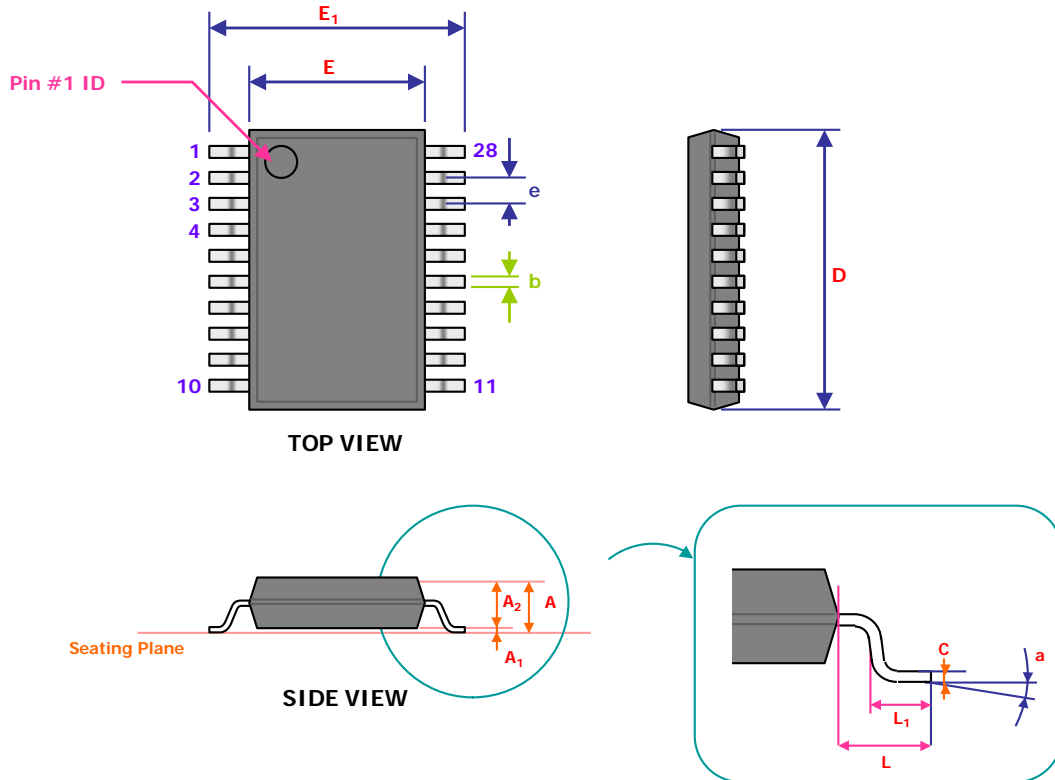 E₁
E
Pin #1 ID
1
28
2
3
e
4
b
D
10
11
TOP VIEW
A₂
A
A₁
Seating Plane
SIDE VIEW
C
a
L₁
L